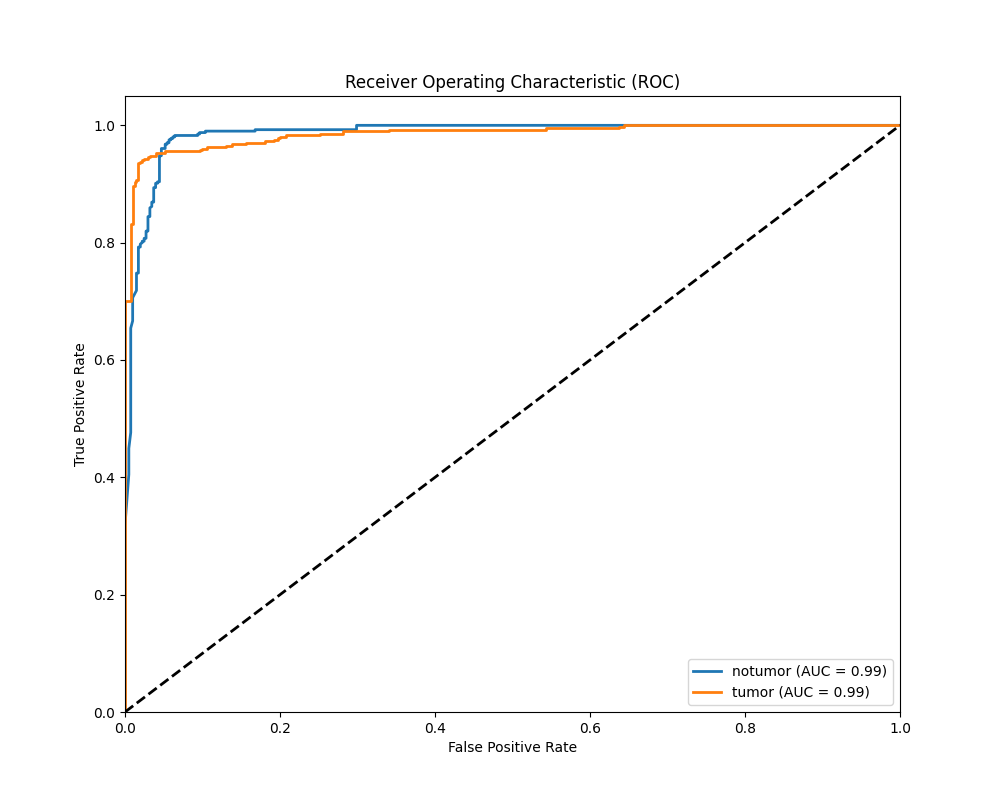 Receiver Operating Characteristic (ROC)
True Positive Rate
1.0
0.8
0.6
0.4
0.2
0.0
0.0 0.2 0.4 0.6 0.8 1.0
False Positive Rate
notumor (AUC = 0.99)
tumor (AUC = 0.99)